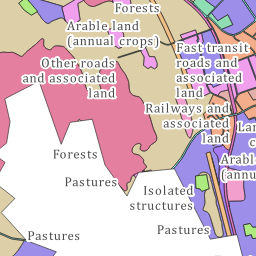 Forests
Arable land
(annual crops)
Other roads
and associated
land
Fast transit
roads and
associated
land
Railways and
associated
land
Forests
Pastures
Isolated
structures
Pastures
Pastures